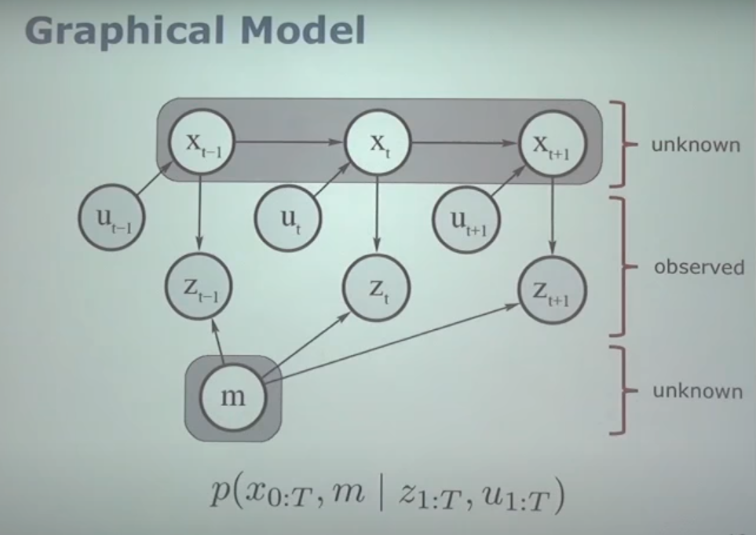 Graphical Model
x_{t-1} x_t x_{t+1} unknown
u_{t-1} u_t u_{t+1}
observed
z_{t-1} z_t z_{t+1}
m unknown
p(x_{0:T}, m | z_{1:T}, u_{1:T})